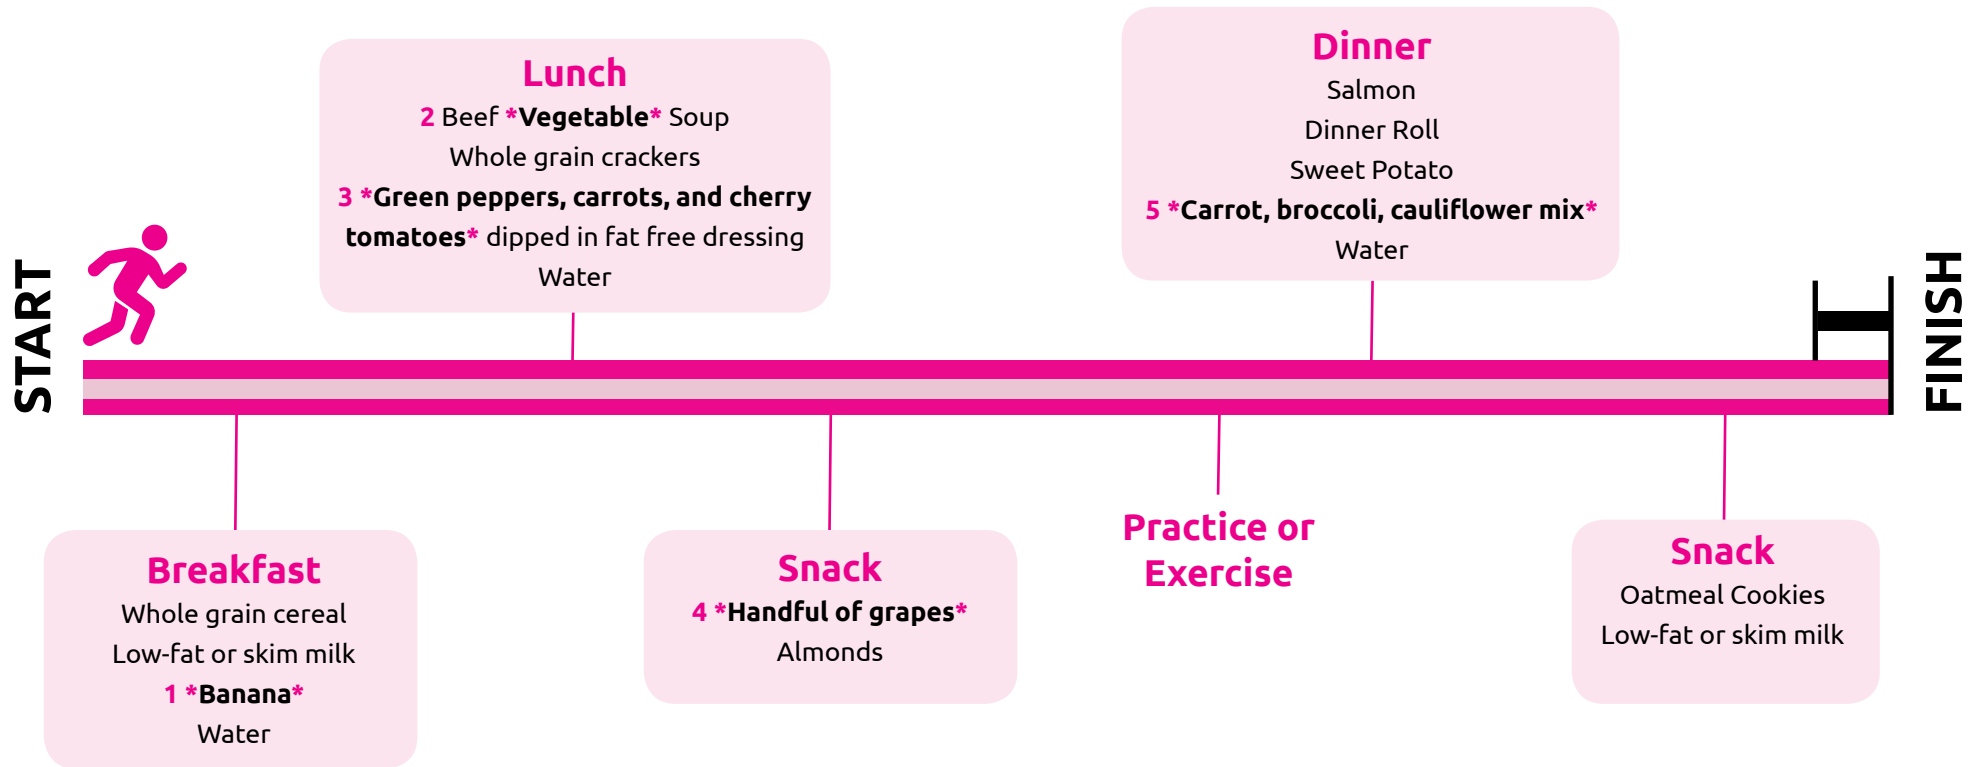 START
Breakfast
Whole grain cereal
Low-fat or skim milk
1 *Banana*
Water
Lunch
2 Beef *Vegetable* Soup
Whole grain crackers
3 *Green peppers, carrots, and cherry
tomatoes* dipped in fat free dressing
Water
Snack
4 *Handful of grapes*
Almonds
Practice or
Exercise
Dinner
Salmon
Dinner Roll
Sweet Potato
5 *Carrot, broccoli, cauliflower mix*
Water
Snack
Oatmeal Cookies
Low-fat or skim milk
FINISH